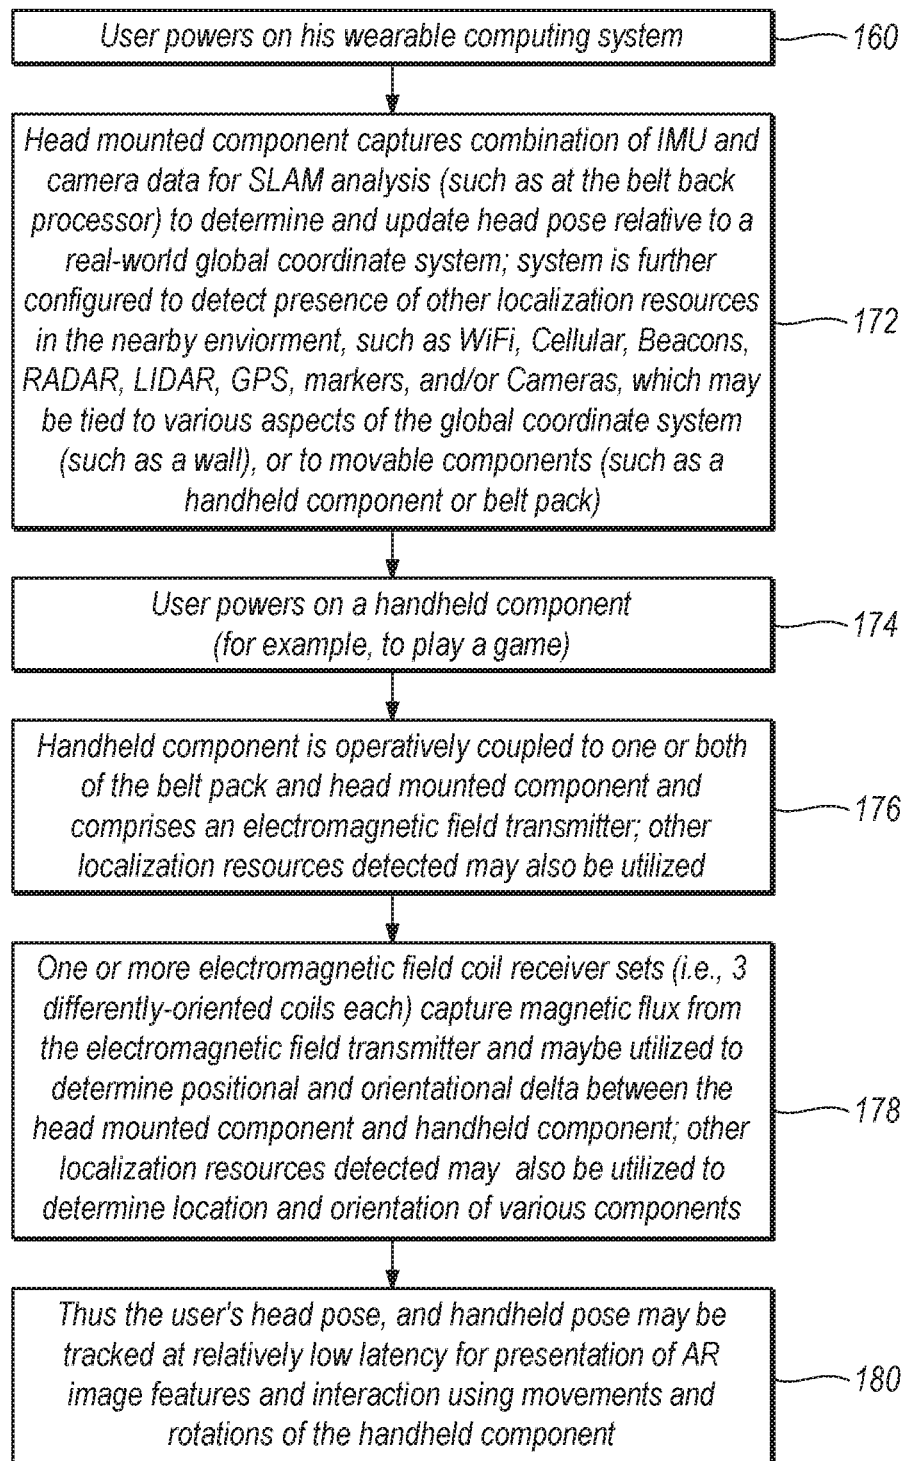 User powers on his wearable computing system
160
Head mounted component captures combination of IMU and
camera data for SLAM analysis (such as at the belt back
processor) to determine and update head pose relative to a
real-world global coordinate system; system is further
configured to detect presence of other localization resources
in the nearby enviorment, such as WiFi, Cellular, Beacons,
RADAR, LIDAR, GPS, markers, and/or Cameras, which may
be tied to various aspects of the global coordinate system
(such as a wall), or to movable components (such as a
handheld component or belt pack)
172
User powers on a handheld component
(for example, to play a game)
174
Handheld component is operatively coupled to one or both
of the belt pack and head mounted component and
comprises an electromagnetic field transmitter; other
localization resources detected may also be utilized
176
One or more electromagnetic field coil receiver sets (i.e., 3
differently-oriented coils each) capture magnetic flux from
the electromagnetic field transmitter and maybe utilized to
determine positional and orientational delta between the
head mounted component and handheld component; other
localization resources detected may also be utilized to
determine location and orientation of various components
178
Thus the user's head pose, and handheld pose may be
tracked at relatively low latency for presentation of AR
image features and interaction using movements and
rotations of the handheld component
180